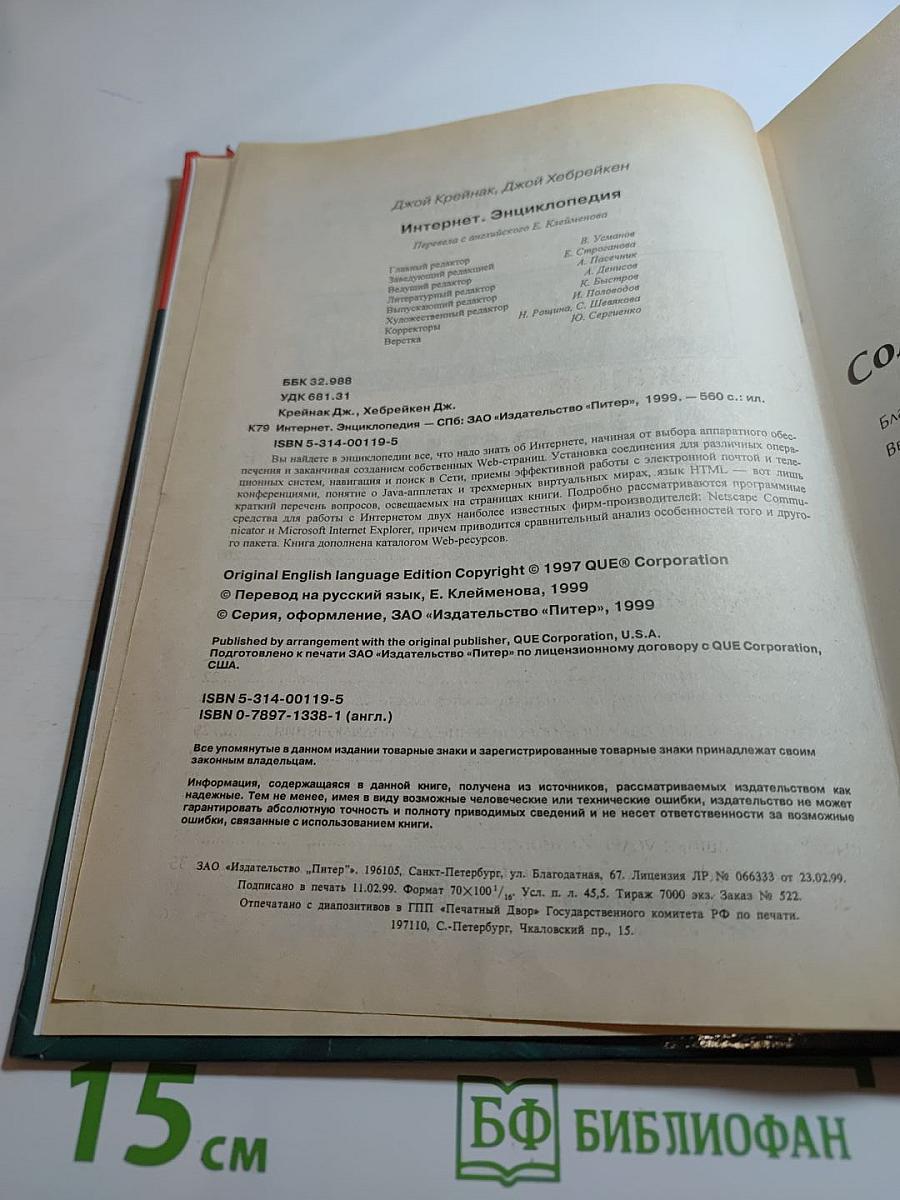 Джой Крейнак, Джой Хебрейкен
Интернет. Энциклопедия
Перевела с английского Е. Клейменова
Главный редактор В. Усманов
Заведующий редакцией Е. Строганова
Ведущий редактор А. Пасечник
Литературный редактор А. Денисов
Выпускающий редактор К. Быстров
Художественный редактор И. Половодов
Корректоры Н. Рощина, С. Шевякова
Верстка Ю. Сергиенко
ББК 32.988
УДК 681.31
Крейнак Дж., Хебрейкен Дж.
К79 Интернет. Энциклопедия — СПб: ЗАО «Издательство «Питер», 1999. — 560 с.: ил.
ISBN 5-314-00119-5
Вы найдете в энциклопедии все, что надо знать об Интернете, начиная от выбора аппаратного обес-
печения и заканчивая созданием собственных Web-страниц. Установка соединения для различных опера-
ционных систем, навигация и поиск в Сети, приемы эффективной работы с электронной почтой и теле-
конференциями, понятие о Java-апплетах и трехмерных виртуальных мирах, язык HTML — вот лишь
краткий перечень вопросов, освещаемых на страницах книги. Подробно рассматриваются программные
средства для работы с Интернетом двух наиболее известных фирм-производителей: Netscape Commu-
nicator и Microsoft Internet Explorer, причем приводится сравнительный анализ особенностей того и друго-
го пакета. Книга дополнена каталогом Web-ресурсов.
Original English language Edition Copyright © 1997 QUE® Corporation
© Перевод на русский язык, Е. Клейменова, 1999
© Серия, оформление, ЗАО «Издательство «Питер», 1999
Published by arrangement with the original publisher, QUE Corporation, U.S.A.
Подготовлено к печати ЗАО «Издательство «Питер» по лицензионному договору с QUE Corporation,
США.
ISBN 5-314-00119-5
ISBN 0-7897-1338-1 (англ.)
Все упомянутые в данном издании товарные знаки и зарегистрированные товарные знаки принадлежат своим
законным владельцам.
Информация, содержащаяся в данной книге, получена из источников, рассматриваемых издательством как
надежные. Тем не менее, имея в виду возможные человеческие или технические ошибки, издательство не может
гарантировать абсолютную точность и полноту приводимых сведений и не несет ответственности за возможные
ошибки, связанные с использованием книги.
ЗАО «Издательство „Питер"». 196105, Санкт-Петербург, ул. Благодатная, 67. Лицензия ЛР № 066333 от 23.02.99.
Подписано в печать 11.02.99. Формат 70×100 1/16. Усл. п. л. 45,5. Тираж 7000 экз. Заказ № 522.
Отпечатано с диапозитивов в ГПП «Печатный Двор» Государственного комитета РФ по печати.
197110, С.-Петербург, Чкаловский пр., 15.
15 см
БФ БИБЛИОФАН